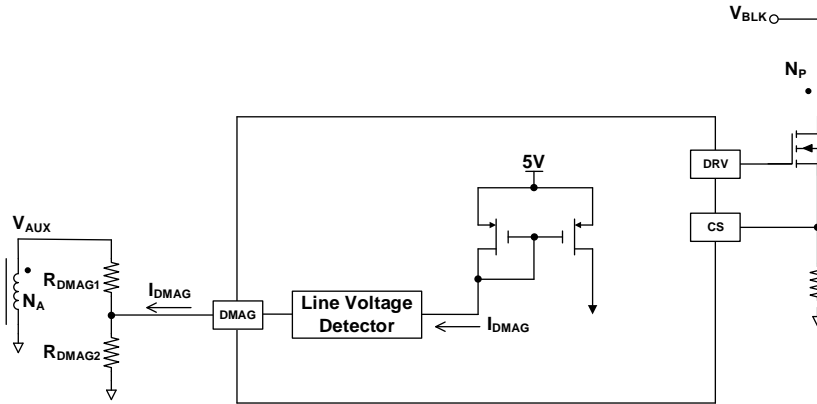 VBLK
NP
5V
DRV
CS
VAUX
RDMAG1
NA
IDMAG
DMAG
Line Voltage
Detector
IDMAG
RDMAG2